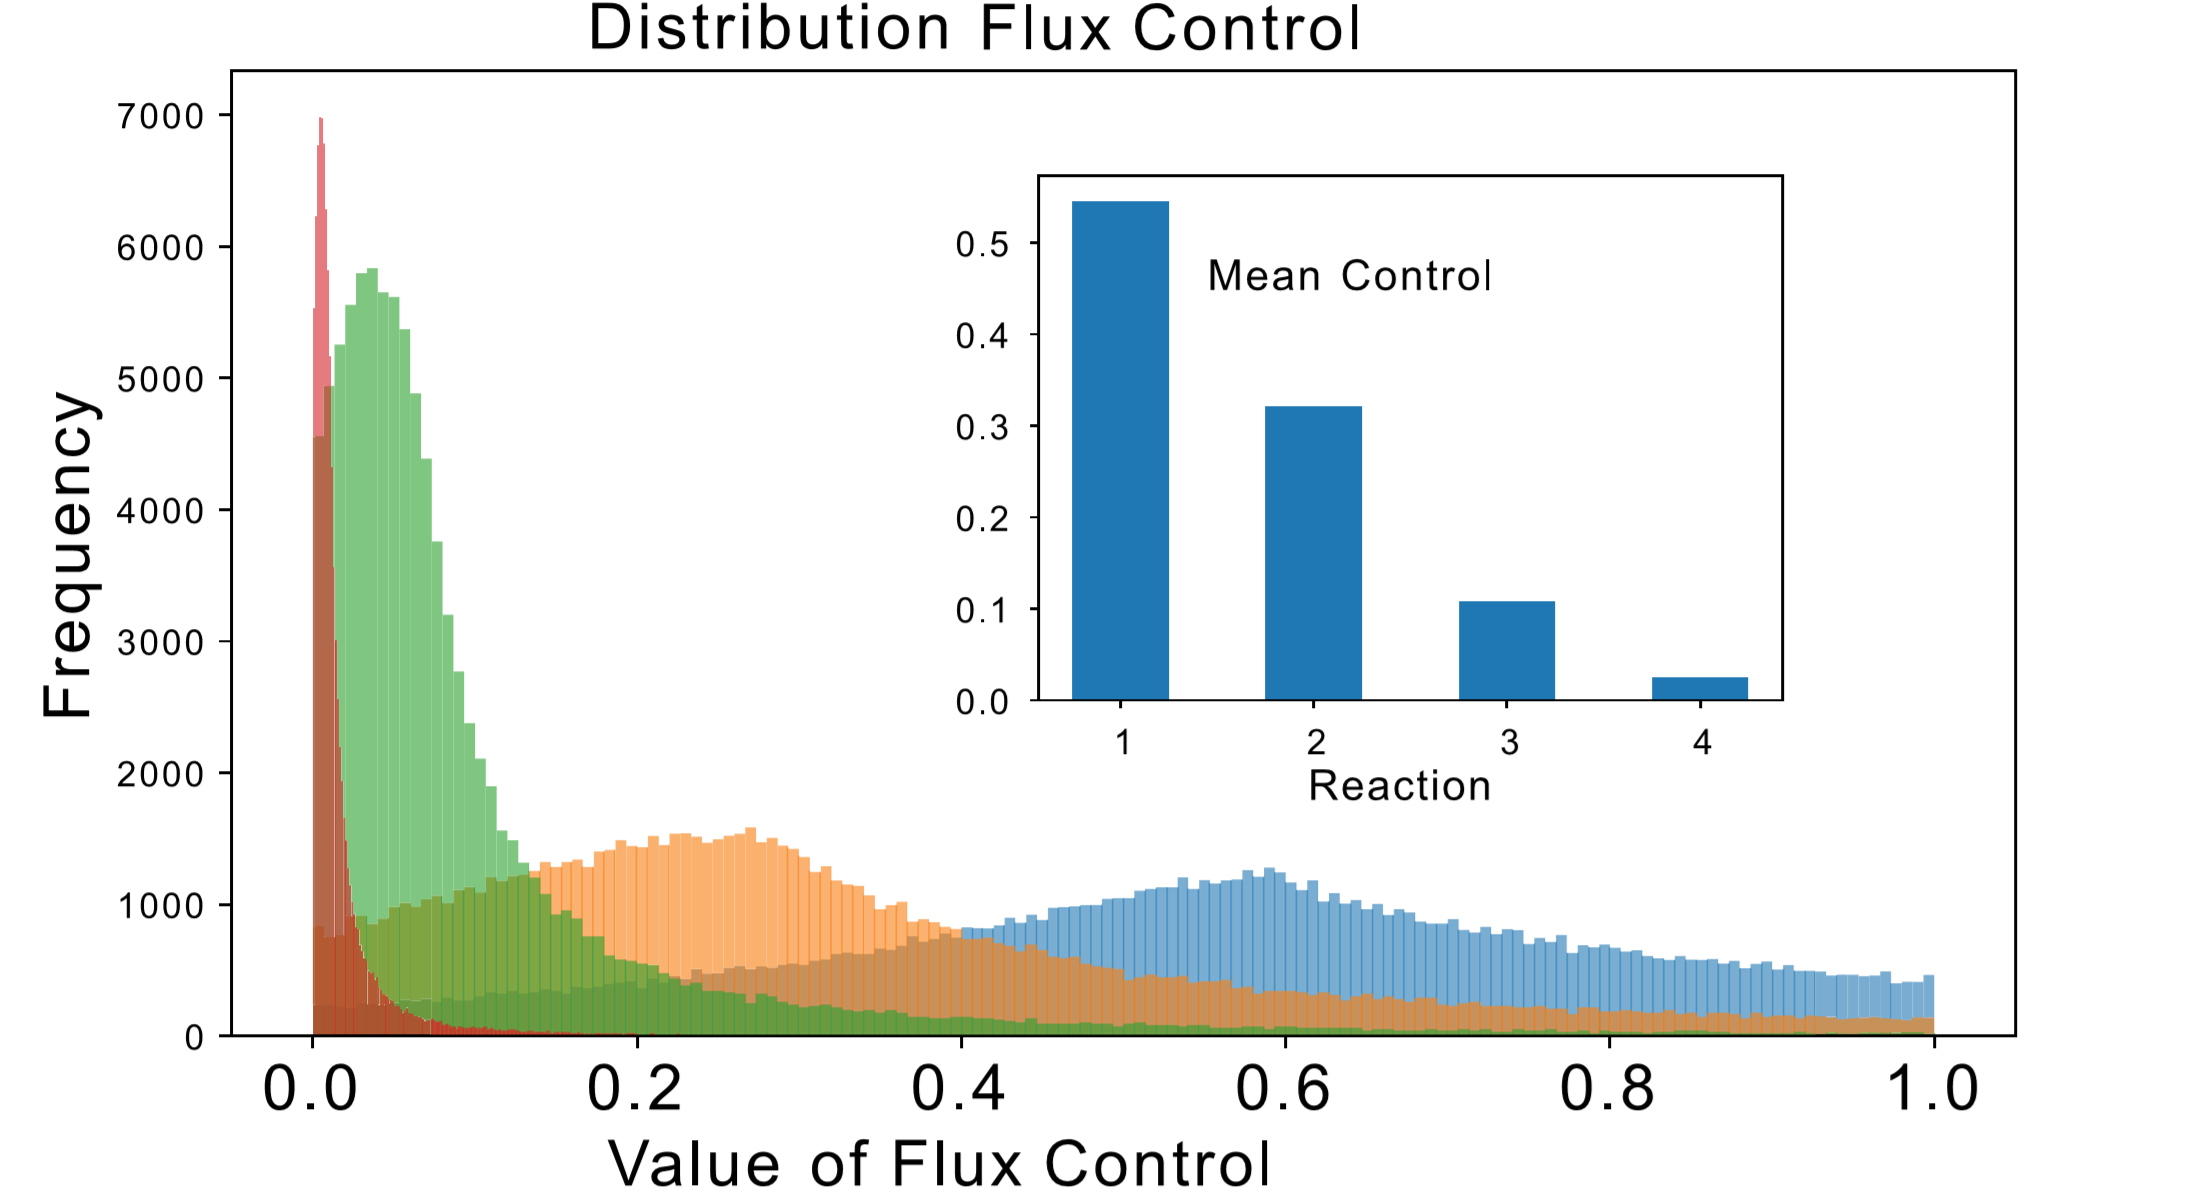 Distribution Flux Control
7000
6000
5000
4000
3000
2000
1000
0
Frequency
0.0 0.2 0.4 0.6 0.8 1.0
Value of Flux Control
Mean Control
0.5
0.4
0.3
0.2
0.1
0.0
1 2 3 4
Reaction